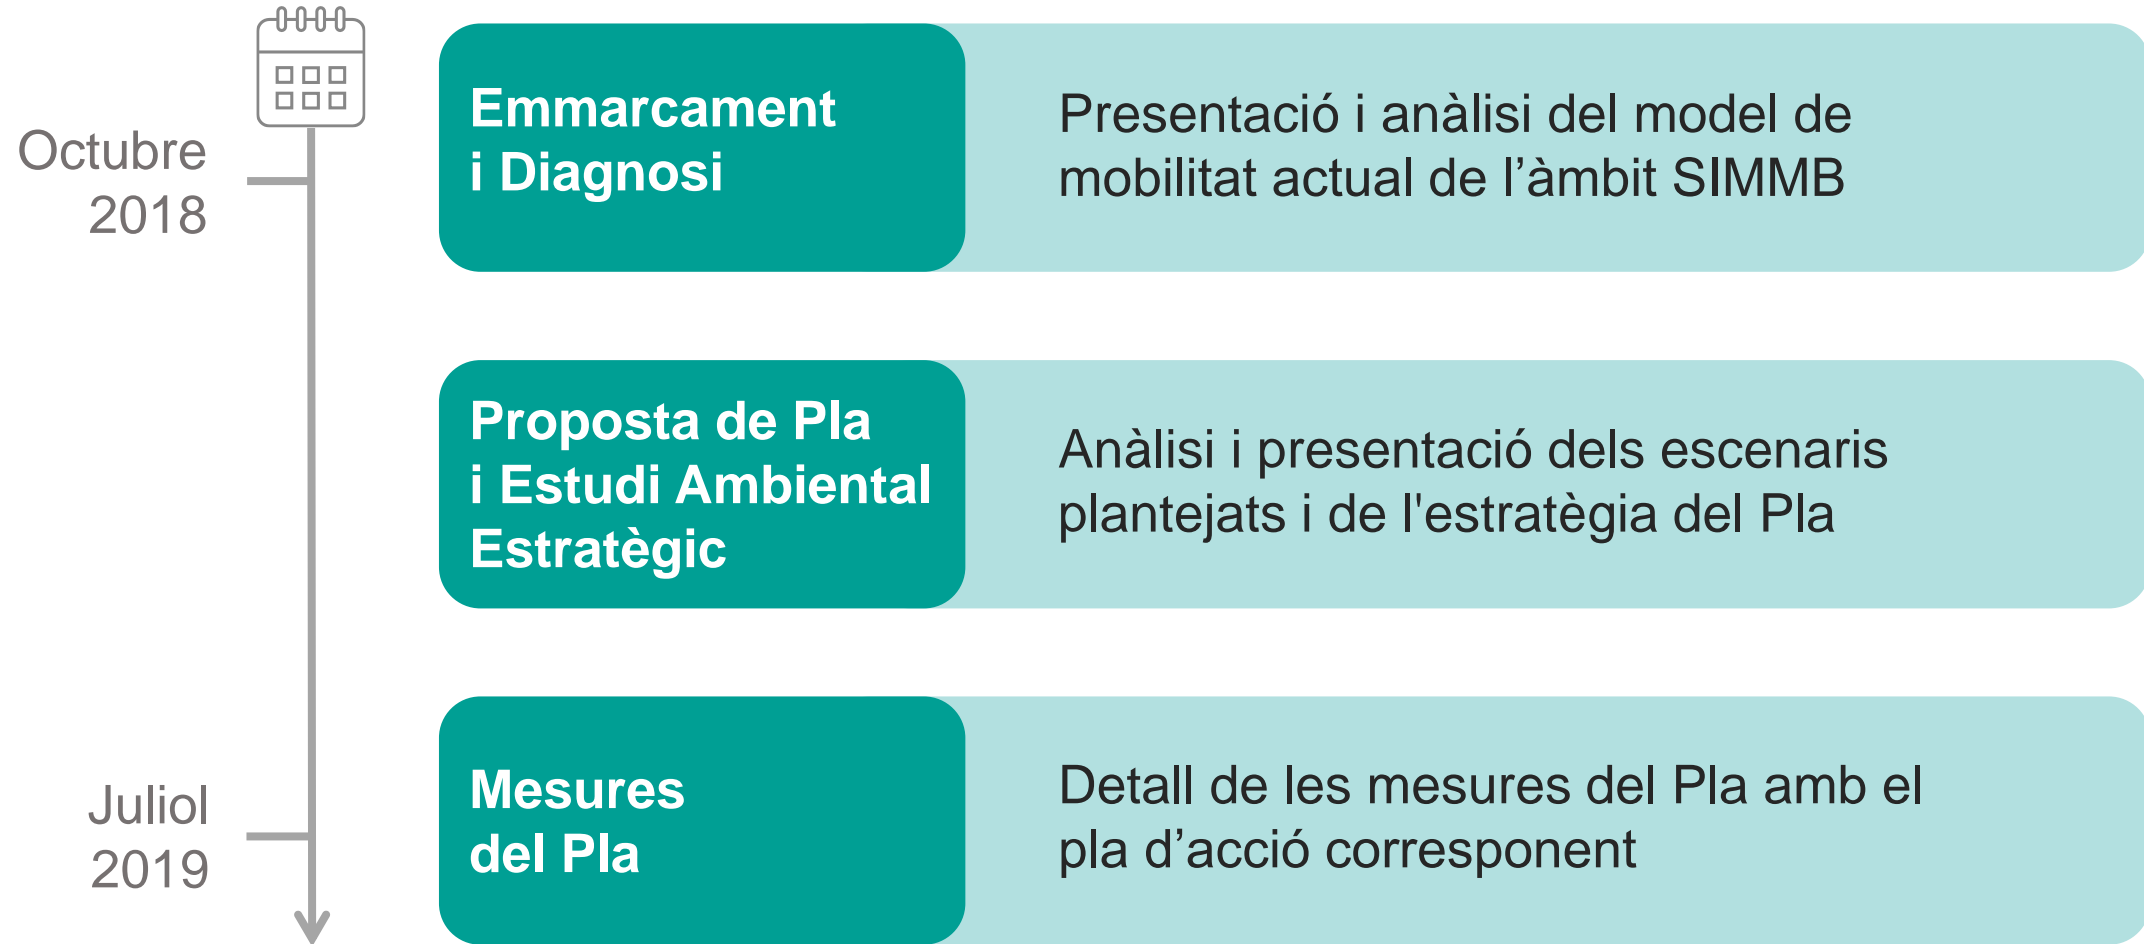 Octubre
2018
Emmarcament
i Diagnosi
Presentació i anàlisi del model de
mobilitat actual de l’àmbit SIMMB
Proposta de Pla
i Estudi Ambiental
Estratègic
Anàlisi i presentació dels escenaris
plantejats i de l'estratègia del Pla
Juliol
2019
Mesures
del Pla
Detall de les mesures del Pla amb el
pla d’acció corresponent